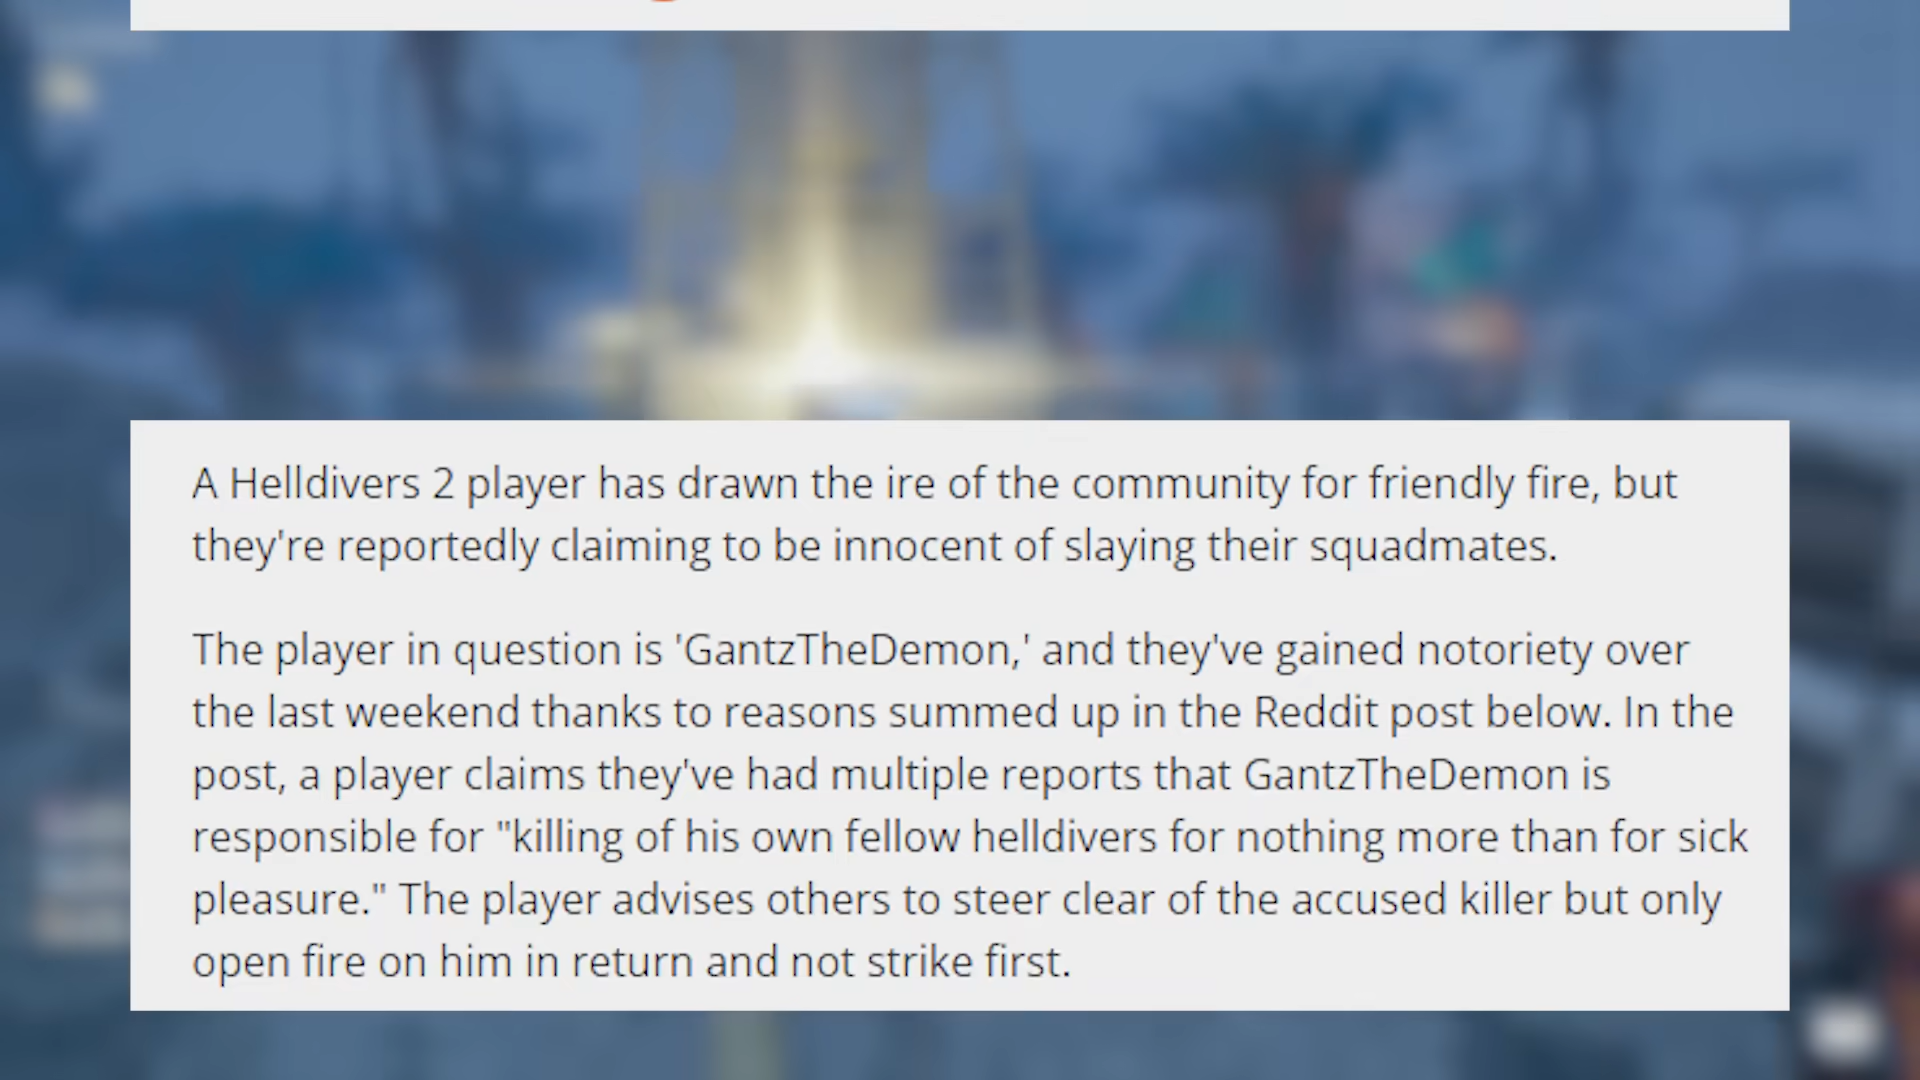 A Helldivers 2 player has drawn the ire of the community for friendly fire, but
they're reportedly claiming to be innocent of slaying their squadmates.
The player in question is 'GantzTheDemon,' and they've gained notoriety over
the last weekend thanks to reasons summed up in the Reddit post below. In the
post, a player claims they've had multiple reports that GantzTheDemon is
responsible for "killing of his own fellow helldivers for nothing more than for sick
pleasure." The player advises others to steer clear of the accused killer but only
open fire on him in return and not strike first.